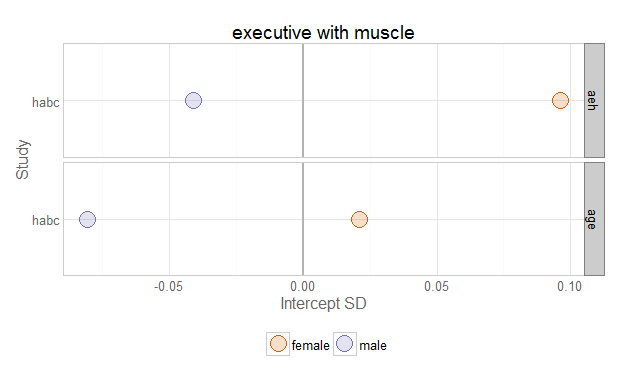 executive with muscle
Study
habc
aeh
habc
age
-0.05 0.00 0.05 0.10
Intercept SD
female male